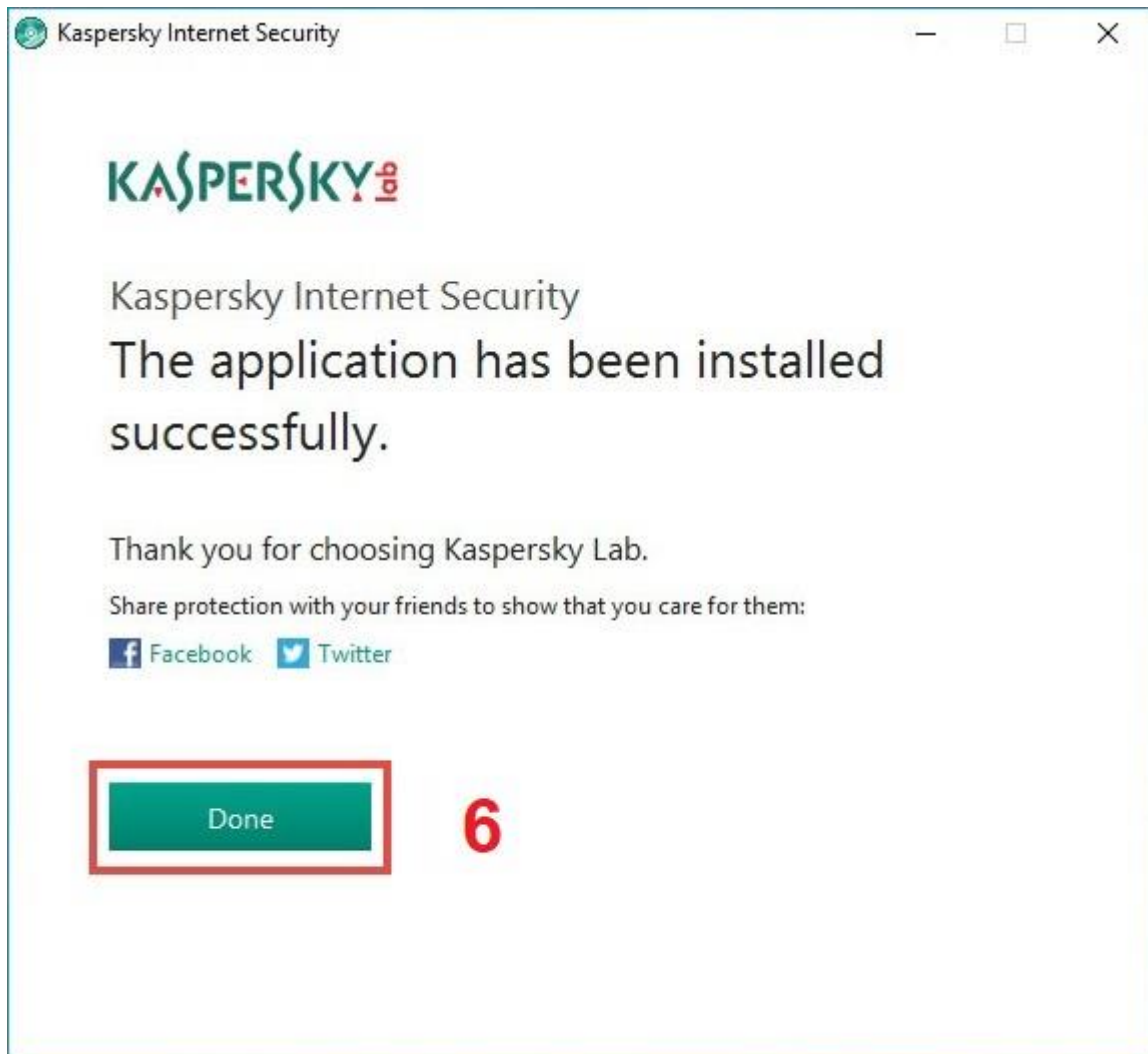 Kaspersky Internet Security
KASPERSKY lab
Kaspersky Internet Security
The application has been installed
successfully.
Thank you for choosing Kaspersky Lab.
Share protection with your friends to show that you care for them:
f Facebook Twitter
Done 6